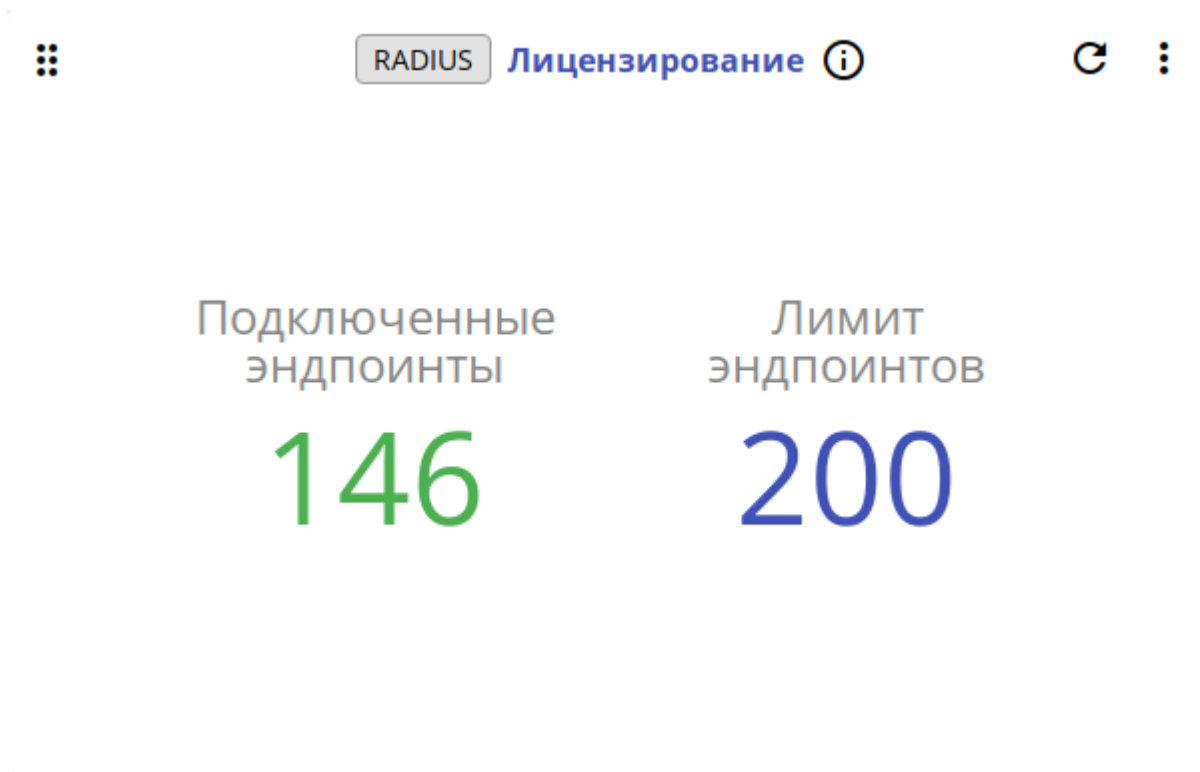 RADIUS Лицензирование
Подключенные
эндпоинты
146
Лимит
эндпоинтов
200